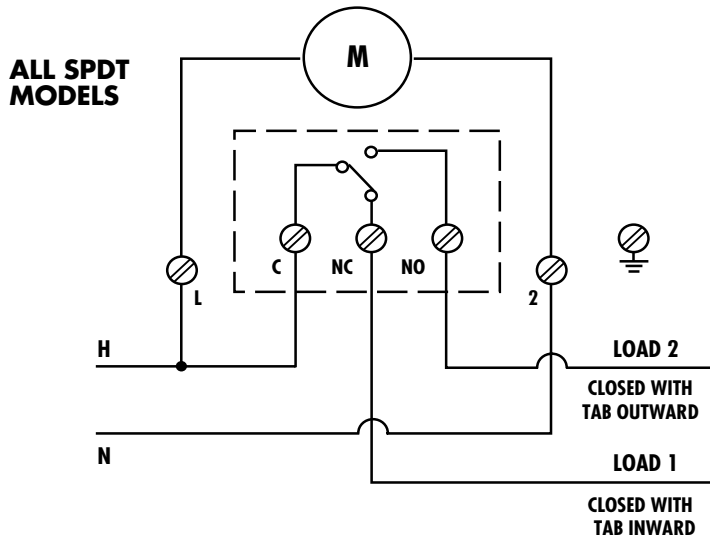 ALL SPDT
MODELS
M
C
NC
NO
L
2
H
LOAD 2
CLOSED WITH
TAB OUTWARD
N
LOAD 1
CLOSED WITH
TAB INWARD